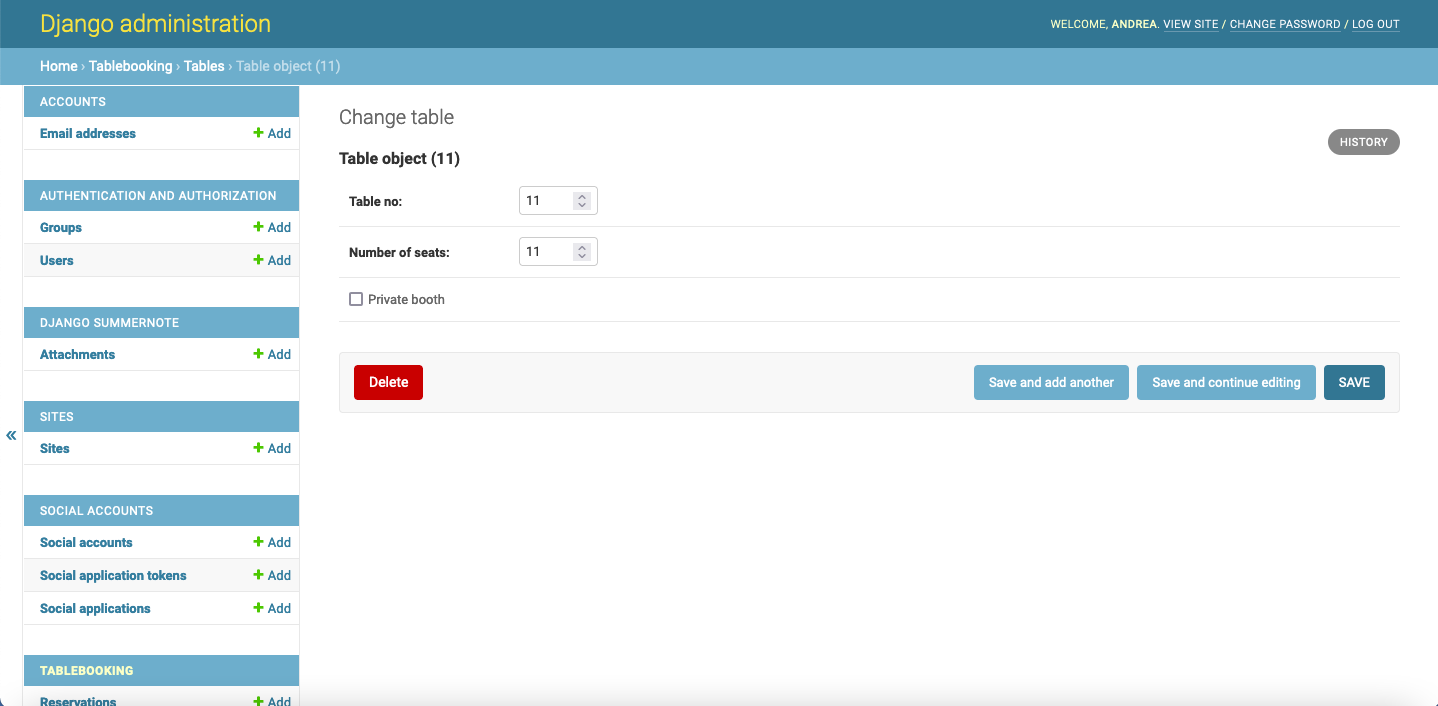 Django administration
WELCOME, ANDREA. VIEW SITE / CHANGE PASSWORD / LOG OUT
Home › Tablebooking › Tables › Table object (11)
«
ACCOUNTS
Email addresses + Add
AUTHENTICATION AND AUTHORIZATION
Groups + Add
Users + Add
DJANGO SUMMERNOTE
Attachments + Add
SITES
Sites + Add
SOCIAL ACCOUNTS
Social accounts + Add
Social application tokens + Add
Social applications + Add
TABLEBOOKING
Reservations + Add
Change table
HISTORY
Table object (11)
Table no: 11
Number of seats: 11
Private booth
Delete Save and add another Save and continue editing SAVE